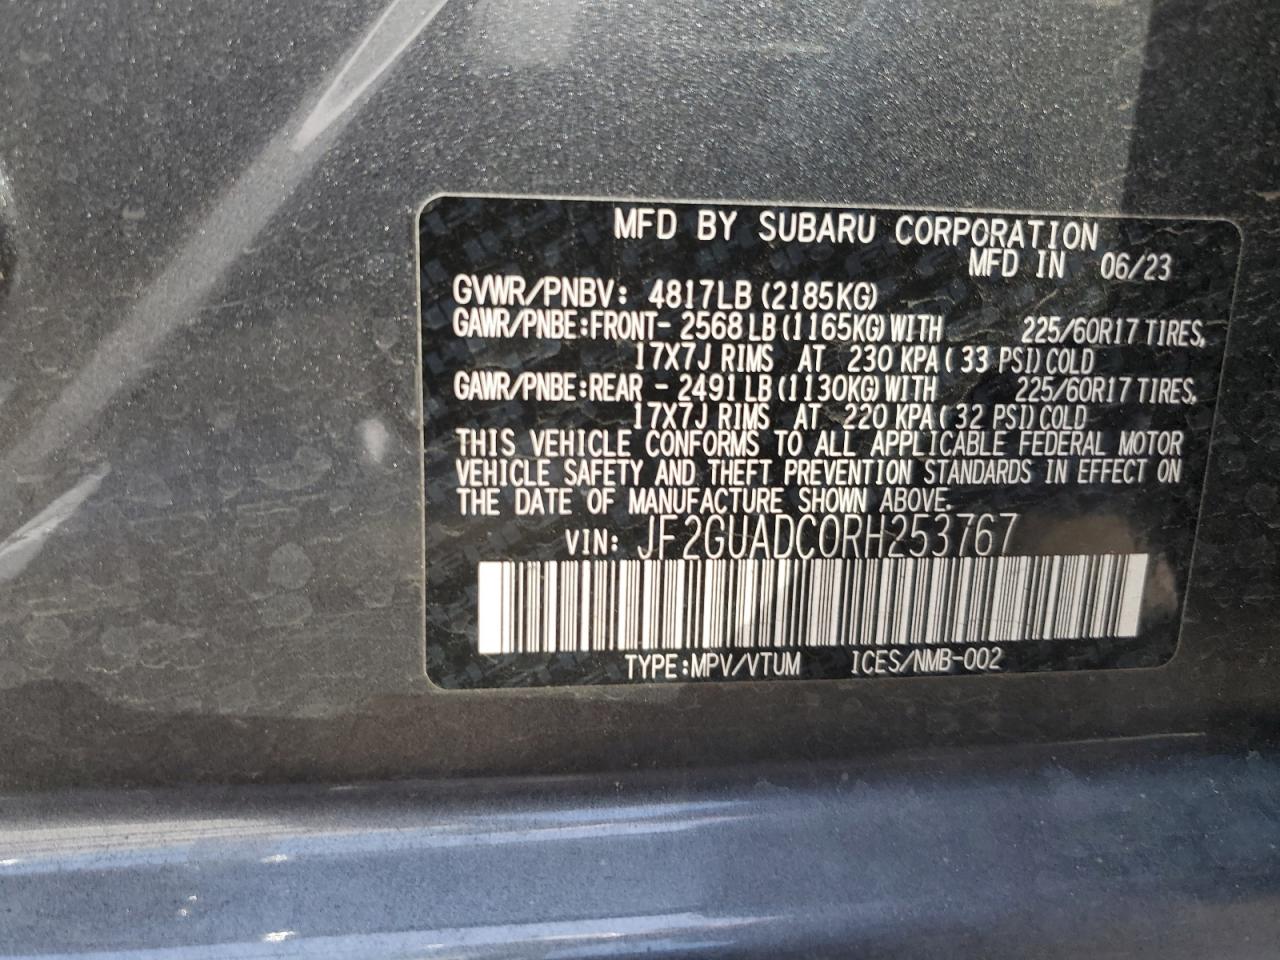 MFD BY SUBARU CORPORATION
MFD IN 06/23
GVWR/PNBV: 4817LB (2185KG)
GAWR/PNBE:FRONT- 2568 LB (1165KG) WITH 225/60R17 TIRES,
17X7J RIMS AT 230 KPA ( 33 PSI) COLD
GAWR/PNBE:REAR - 2491 LB (1130KG) WITH 225/60R17 TIRES,
17X7J RIMS AT 220 KPA ( 32 PSI) COLD
THIS VEHICLE CONFORMS TO ALL APPLICABLE FEDERAL MOTOR
VEHICLE SAFETY AND THEFT PREVENTION STANDARDS IN EFFECT ON
THE DATE OF MANUFACTURE SHOWN ABOVE.
VIN: JF2GUADC0RH253767
TYPE:MPV/VTUM ICES/NMB-002